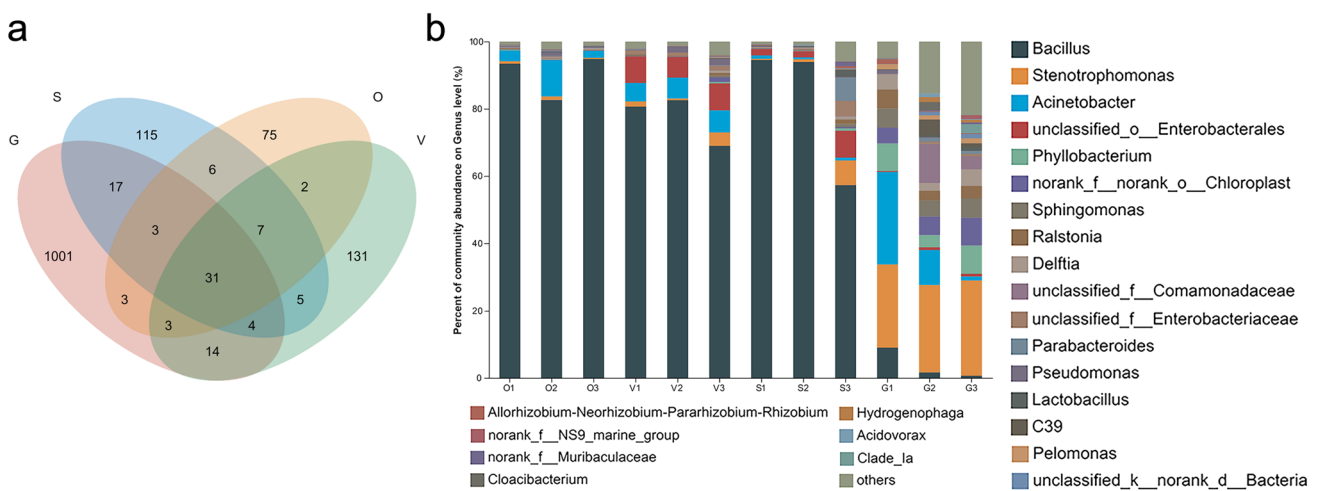 a
S
O
G
V
115
75
6
17
2
3
7
1001
131
31
3
5
3
4
14
b
Percent of community abundance on Genus level (%)
100
80
60
40
20
0
O1 O2 O3 V1 V2 V3 S1 S2 S3 G1 G2 G3
Bacillus
Stenotrophomonas
Acinetobacter
unclassified_o__Enterobacterales
Phyllobacterium
norank_f__norank_o__Chloroplast
Sphingomonas
Ralstonia
Delftia
unclassified_f__Comamonadaceae
unclassified_f__Enterobacteriaceae
Parabacteroides
Pseudomonas
Lactobacillus
C39
Pelomonas
unclassified_k__norank_d__Bacteria
Allorhizobium-Neorhizobium-Pararhizobium-Rhizobium
norank_f__NS9_marine_group
norank_f__Muribaculaceae
Cloacibacterium
Hydrogenophaga
Acidovorax
Clade_Ia
others